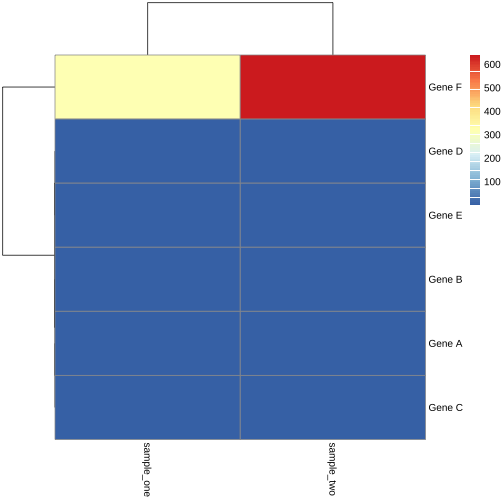 600
Gene F
500
400
300
Gene D
200
100
Gene E
Gene B
Gene A
Gene C
sample_one
sample_two